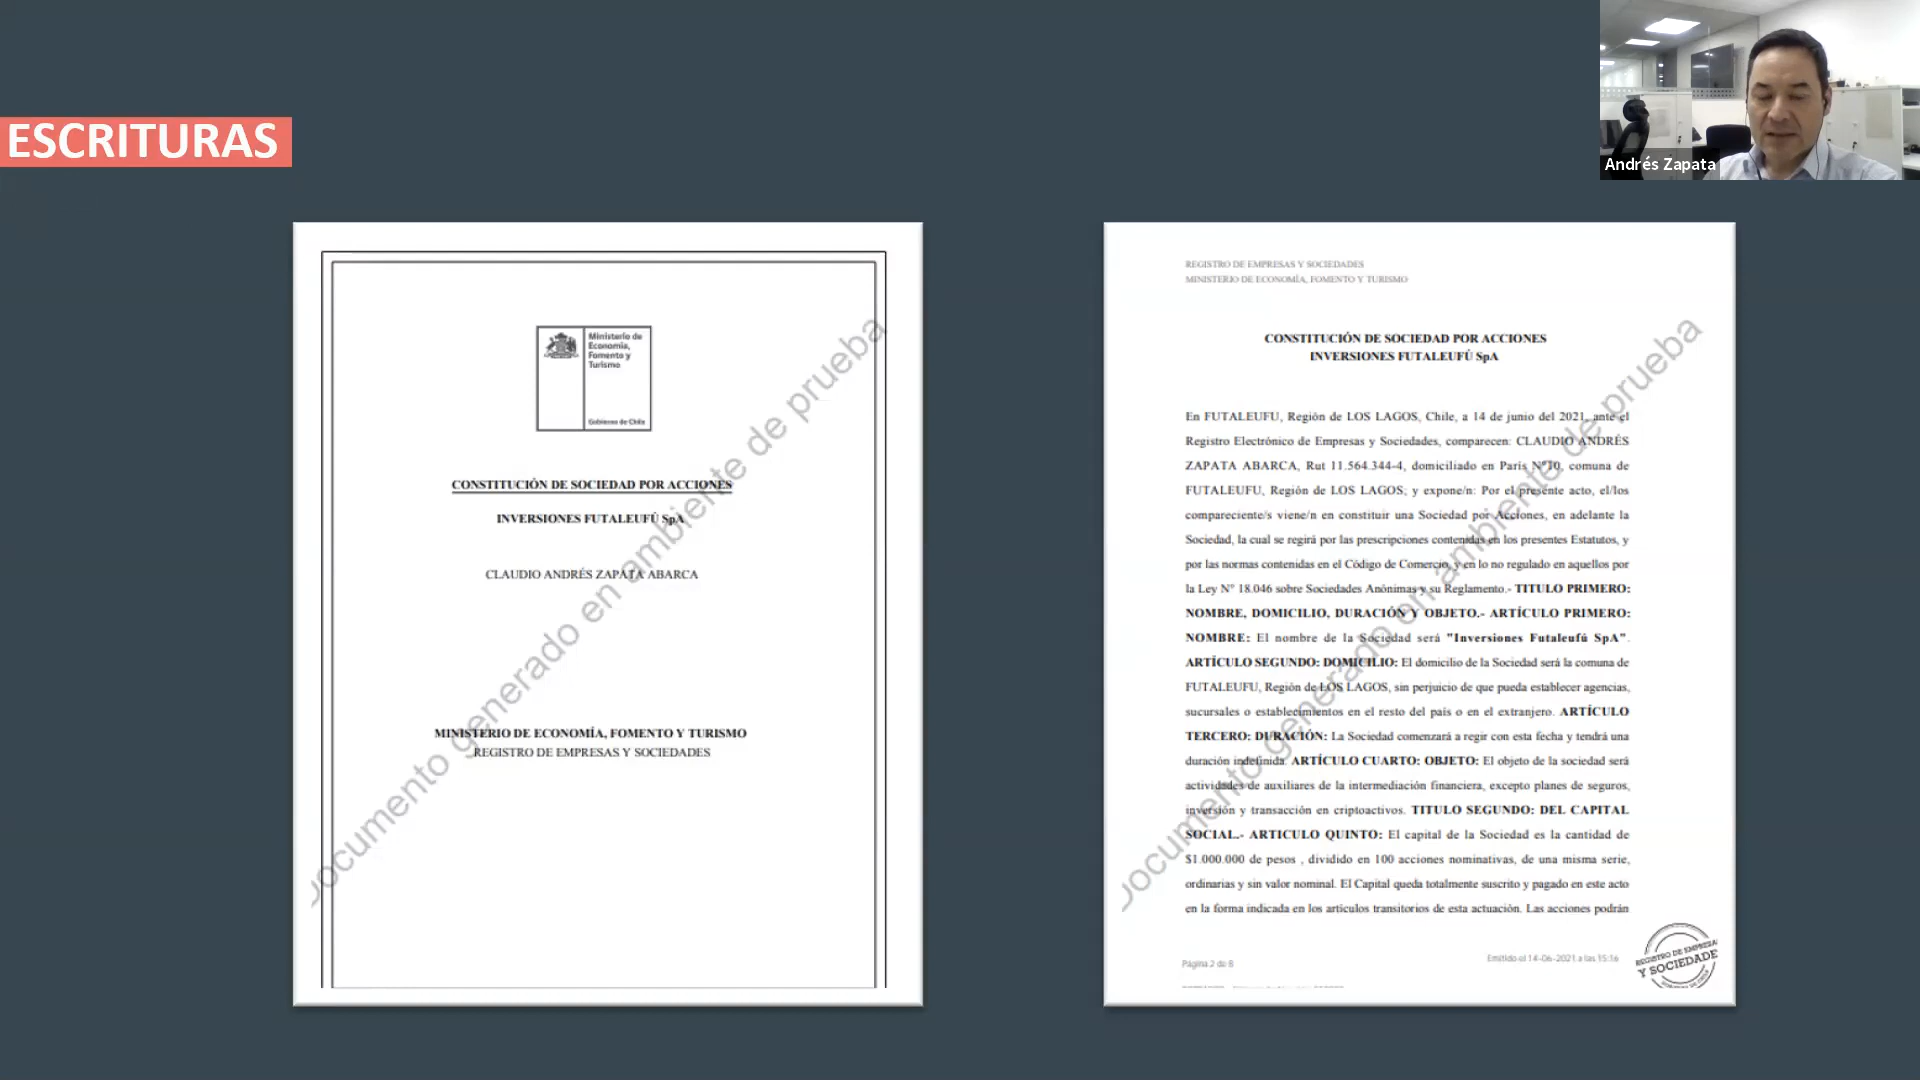 ESCRITURAS
Andrés Zapata
Ministerio de
Economía,
Fomento y
Turismo
Gobierno de Chile
CONSTITUCIÓN DE SOCIEDAD POR ACCIONES
INVERSIONES FUTALEUFÚ SpA
CLAUDIO ANDRÉS ZAPATA ABARCA
MINISTERIO DE ECONOMÍA, FOMENTO Y TURISMO
REGISTRO DE EMPRESAS Y SOCIEDADES
Documento generado en ambiente de prueba
REGISTRO DE EMPRESAS Y SOCIEDADES
MINISTERIO DE ECONOMÍA, FOMENTO Y TURISMO
CONSTITUCIÓN DE SOCIEDAD POR ACCIONES
INVERSIONES FUTALEUFÚ SpA
En FUTALEUFU, Región de LOS LAGOS, Chile, a 14 de junio del 2021, ante el
Registro Electrónico de Empresas y Sociedades, comparecen: CLAUDIO ANDRÉS
ZAPATA ABARCA, Rut 11.564.344-4, domiciliado en París N°10, comuna de
FUTALEUFU, Región de LOS LAGOS; y expone/n: Por el presente acto, el/los
compareciente/s viene/n en constituir una Sociedad por Acciones, en adelante la
Sociedad, la cual se regirá por las prescripciones contenidas en los presentes Estatutos, y
por las normas contenidas en el Código de Comercio, y en lo no regulado en aquellos por
la Ley N° 18.046 sobre Sociedades Anónimas y su Reglamento.- TITULO PRIMERO:
NOMBRE, DOMICILIO, DURACIÓN Y OBJETO.- ARTÍCULO PRIMERO:
NOMBRE: El nombre de la Sociedad será "Inversiones Futaleufú SpA".
ARTÍCULO SEGUNDO: DOMICILIO: El domicilio de la Sociedad será la comuna de
FUTALEUFU, Región de LOS LAGOS, sin perjuicio de que pueda establecer agencias,
sucursales o establecimientos en el resto del país o en el extranjero. ARTÍCULO
TERCERO: DURACIÓN: La Sociedad comenzará a regir con esta fecha y tendrá una
duración indefinida. ARTÍCULO CUARTO: OBJETO: El objeto de la sociedad será
actividades de auxiliares de la intermediación financiera, excepto planes de seguros,
inversión y transacción en criptoactivos. TITULO SEGUNDO: DEL CAPITAL
SOCIAL.- ARTICULO QUINTO: El capital de la Sociedad es la cantidad de
$1.000.000 de pesos , dividido en 100 acciones nominativas, de una misma serie,
ordinarias y sin valor nominal. El Capital queda totalmente suscrito y pagado en este acto
en la forma indicada en los artículos transitorios de esta actuación. Las acciones podrán
Documento generado en ambiente de prueba
Página 2 de 8
Emitido el 14-06-2021 a las 15:16
REGISTRO DE EMPRESA
Y SOCIEDADE